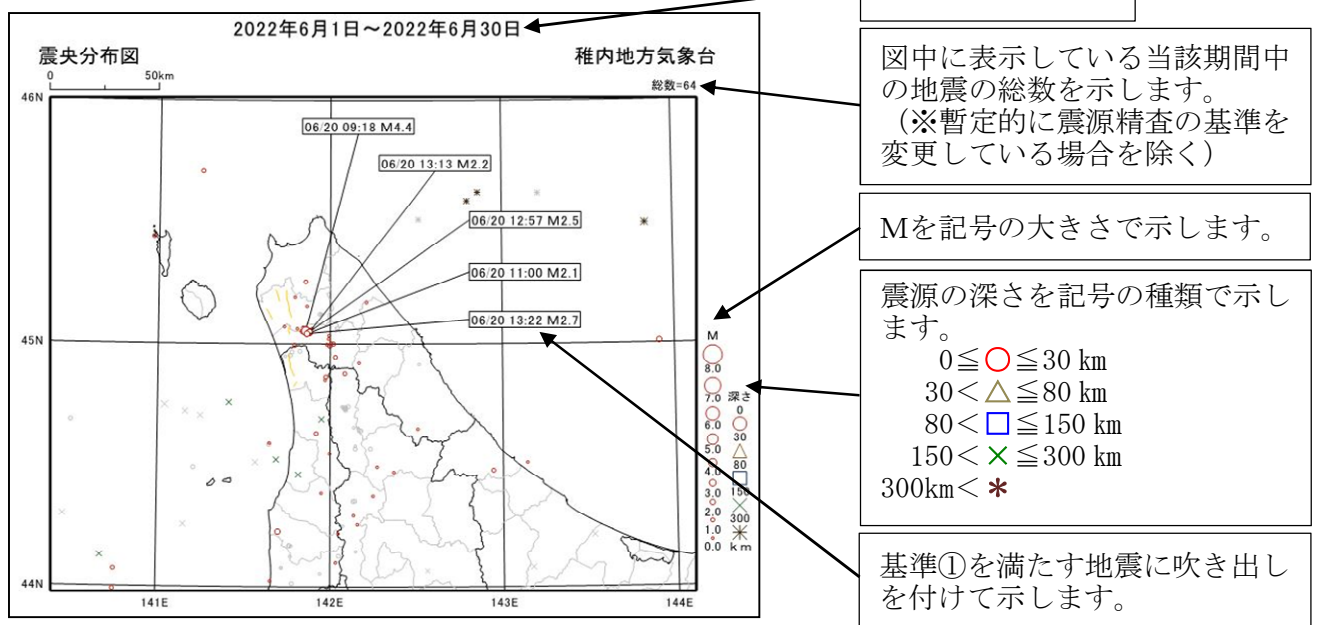 2022年6月1日～2022年6月30日
震央分布図
稚内地方気象台
0 50km
総数=64
46N
06/20 09:18 M4.4
06/20 13:13 M2.2
06/20 12:57 M2.5
06/20 11:00 M2.1
06/20 13:22 M2.7
45N
44N
141E 142E 143E 144E
M
8.0
7.0
6.0
5.0
4.0
3.0
2.0
1.0
0.0
深さ
0
30
80
150
300
km
図中に表示している当該期間中
の地震の総数を示します。
（※暫定的に震源精査の基準を
変更している場合を除く）
Mを記号の大きさで示します。
震源の深さを記号の種類で示し
ます。
0≦○≦30 km
30＜△≦80 km
80＜□≦150 km
150＜×≦300 km
300km＜*
基準①を満たす地震に吹き出し
を付けて示します。